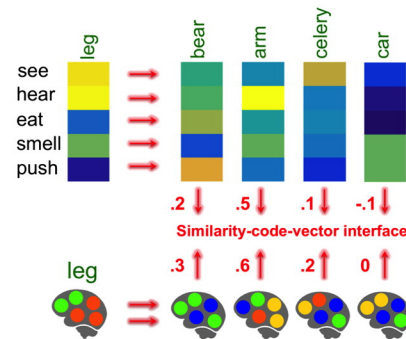 leg bear arm celery car
see
hear
eat
smell
push
.2 .5 .1 -.1
Similarity-code-vector interface
.3 .6 .2 0
leg